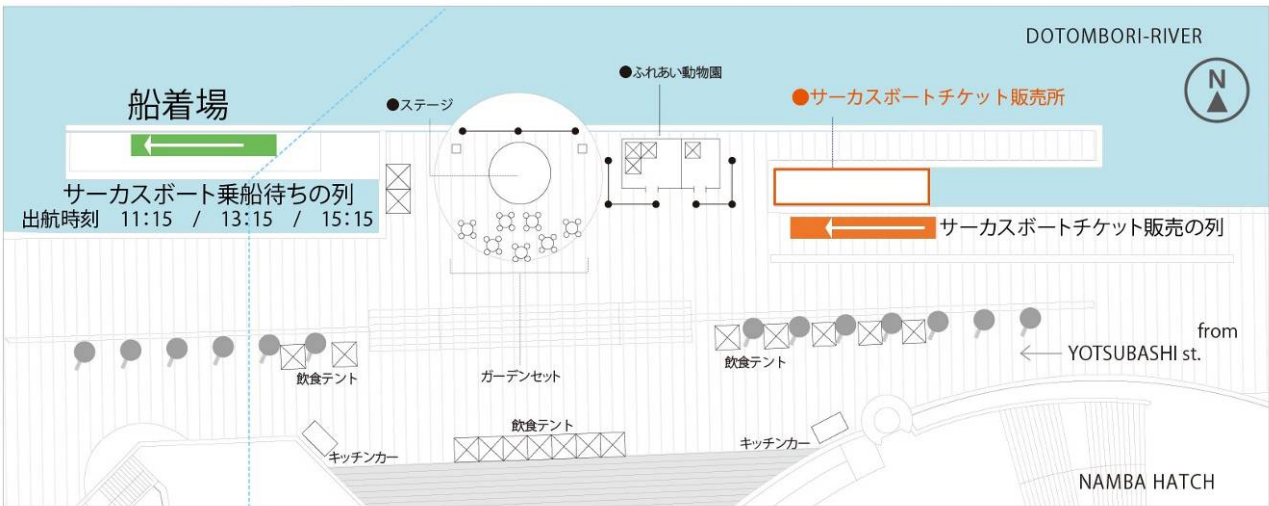 DOTOMBORI-RIVER
N
●ふれあい動物園
船着場
●ステージ
●サーカスボートチケット販売所
サーカスボート乗船待ちの列
出航時刻 11:15 / 13:15 / 15:15
サーカスボートチケット販売の列
from
← YOTSUBASHI st.
飲食テント
ガーデンセット
飲食テント
飲食テント
キッチンカー
キッチンカー
NAMBA HATCH